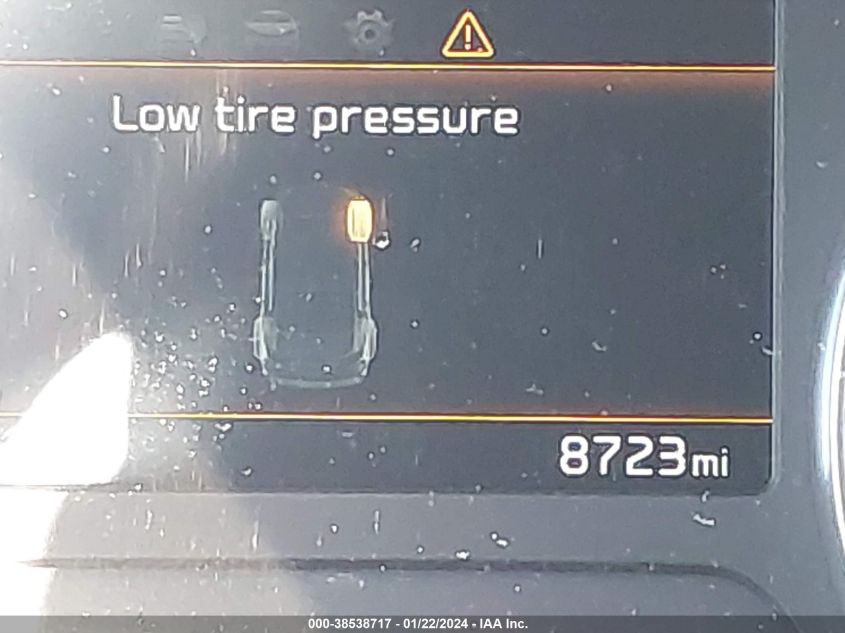 Low tire pressure
8723mi
000-38538717 - 01/22/2024 - IAA Inc.